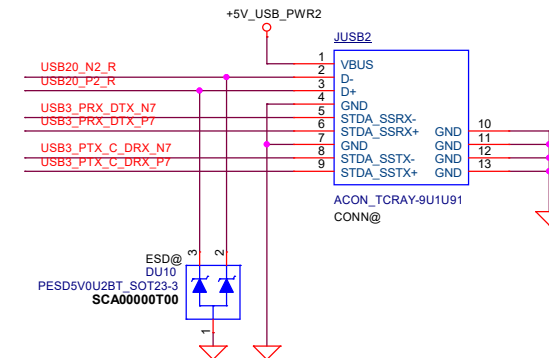 +5V_USB_PWR2
JUSB2
1 VBUS
USB20_N2_R 2 D-
USB20_P2_R 3 D+
4 GND
USB3_PRX_DTX_N7 5 STDA_SSRX-
USB3_PRX_DTX_P7 6 STDA_SSRX+ GND 10
7 GND GND 11
USB3_PTX_C_DRX_N7 8 STDA_SSTX- GND 12
USB3_PTX_C_DRX_P7 9 STDA_SSTX+ GND 13
ACON_TCRAY-9U1U91
CONN@
3 2
ESD@
DU10
PESD5V0U2BT_SOT23-3
SCA00000T00
1